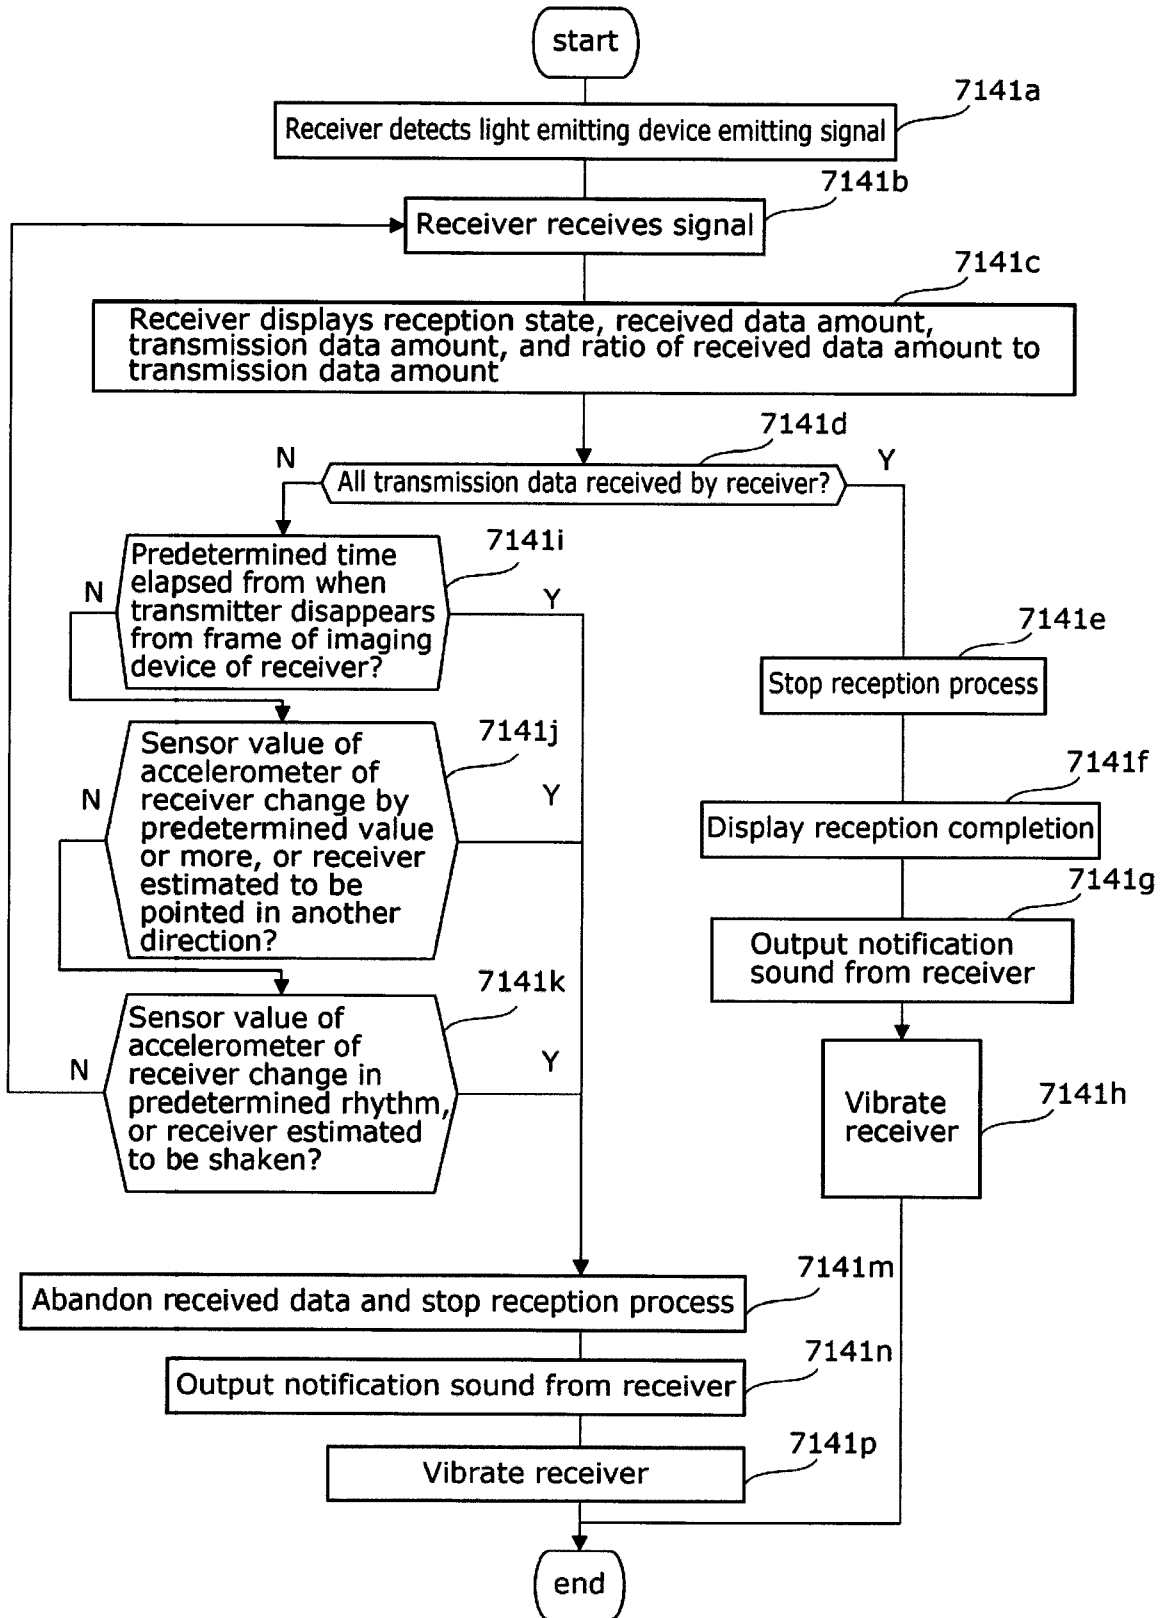 start
7141a
Receiver detects light emitting device emitting signal
7141b
Receiver receives signal
7141c
Receiver displays reception state, received data amount,
transmission data amount, and ratio of received data amount to
transmission data amount
7141d
N
Y
All transmission data received by receiver?
7141i
Predetermined time
elapsed from when
transmitter disappears
from frame of imaging
device of receiver?
N
Y
7141e
Stop reception process
7141j
Sensor value of
accelerometer of
receiver change by
predetermined value
or more, or receiver
estimated to be
pointed in another
direction?
N
Y
7141f
Display reception completion
7141g
Output notification
sound from receiver
7141k
Sensor value of
accelerometer of
receiver change in
predetermined rhythm,
or receiver estimated
to be shaken?
N
Y
7141h
Vibrate
receiver
7141m
Abandon received data and stop reception process
7141n
Output notification sound from receiver
7141p
Vibrate receiver
end